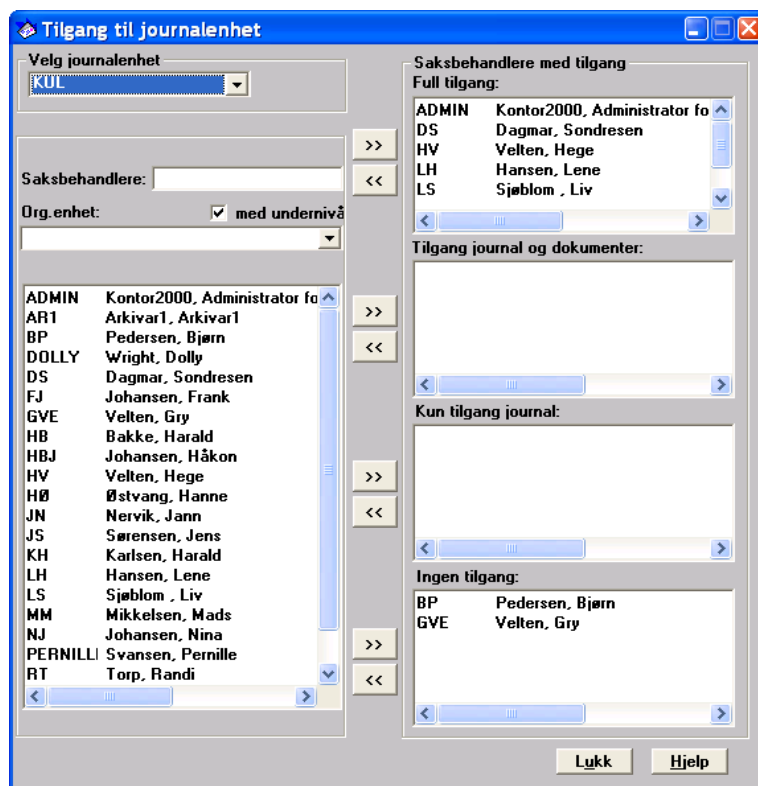 Tilgang til journalenhet
Velg journalenhet
KUL
Saksbehandlere:
Org.enhet:
med undernivå
ADMIN Kontor2000, Administrator fo
AR1 Arkivar1, Arkivar1
BP Pedersen, Bjørn
DOLLY Wright, Dolly
DS Dagmar, Sondresen
FJ Johansen, Frank
GVE Velten, Gry
HB Bakke, Harald
HBJ Johansen, Håkon
HV Velten, Hege
HØ Østvang, Hanne
JN Nervik, Jann
JS Sørensen, Jens
KH Karlsen, Harald
LH Hansen, Lene
LS Sjøblom , Liv
MM Mikkelsen, Mads
NJ Johansen, Nina
PERNILLI Svansen, Pernille
RT Torp, Randi
>>
<<
>>
<<
>>
<<
>>
<<
Saksbehandlere med tilgang
Full tilgang:
ADMIN Kontor2000, Administrator fo
DS Dagmar, Sondresen
HV Velten, Hege
LH Hansen, Lene
LS Sjøblom , Liv
Tilgang journal og dokumenter:
Kun tilgang journal:
Ingen tilgang:
BP Pedersen, Bjørn
GVE Velten, Gry
Lukk
Hjelp